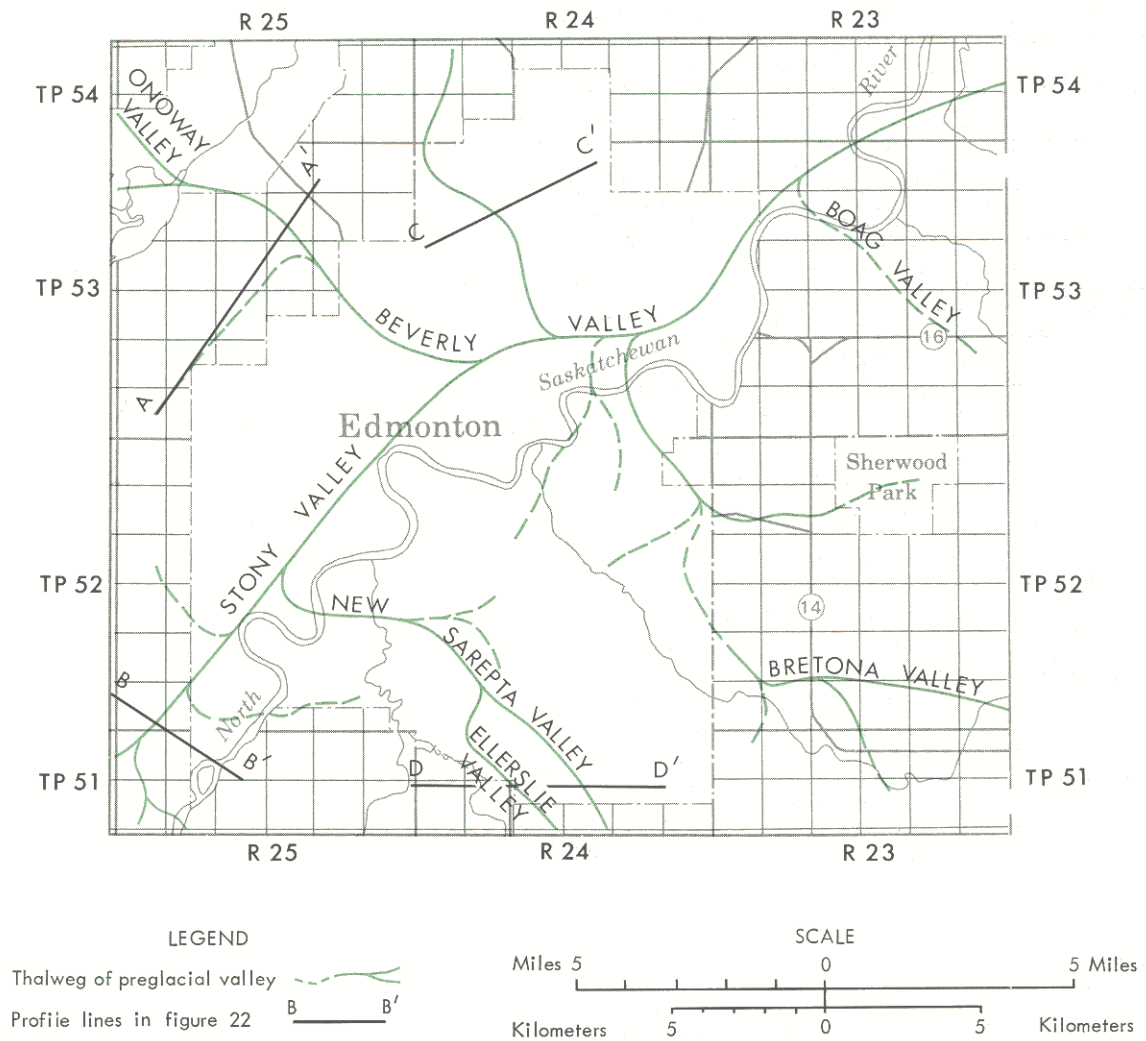 R 25 R 24 R 23
TP 54 TP 54
ONOWAY
VALLEY
River
A'
C'
C
BOAG
VALLEY
TP 53 TP 53
BEVERLY VALLEY
16
Saskatchewan
A
Edmonton
Sherwood
Park
STONY VALLEY
TP 52 TP 52
14
NEW
SAREPTA VALLEY
BRETONA VALLEY
B
North
B'
ELLERSLIE
VALLEY
D D'
TP 51 TP 51
R 25 R 24 R 23
LEGEND
Thalweg of preglacial valley
Profile lines in figure 22 B B'
SCALE
Miles 5 0 5 Miles
Kilometers 5 0 5 Kilometers